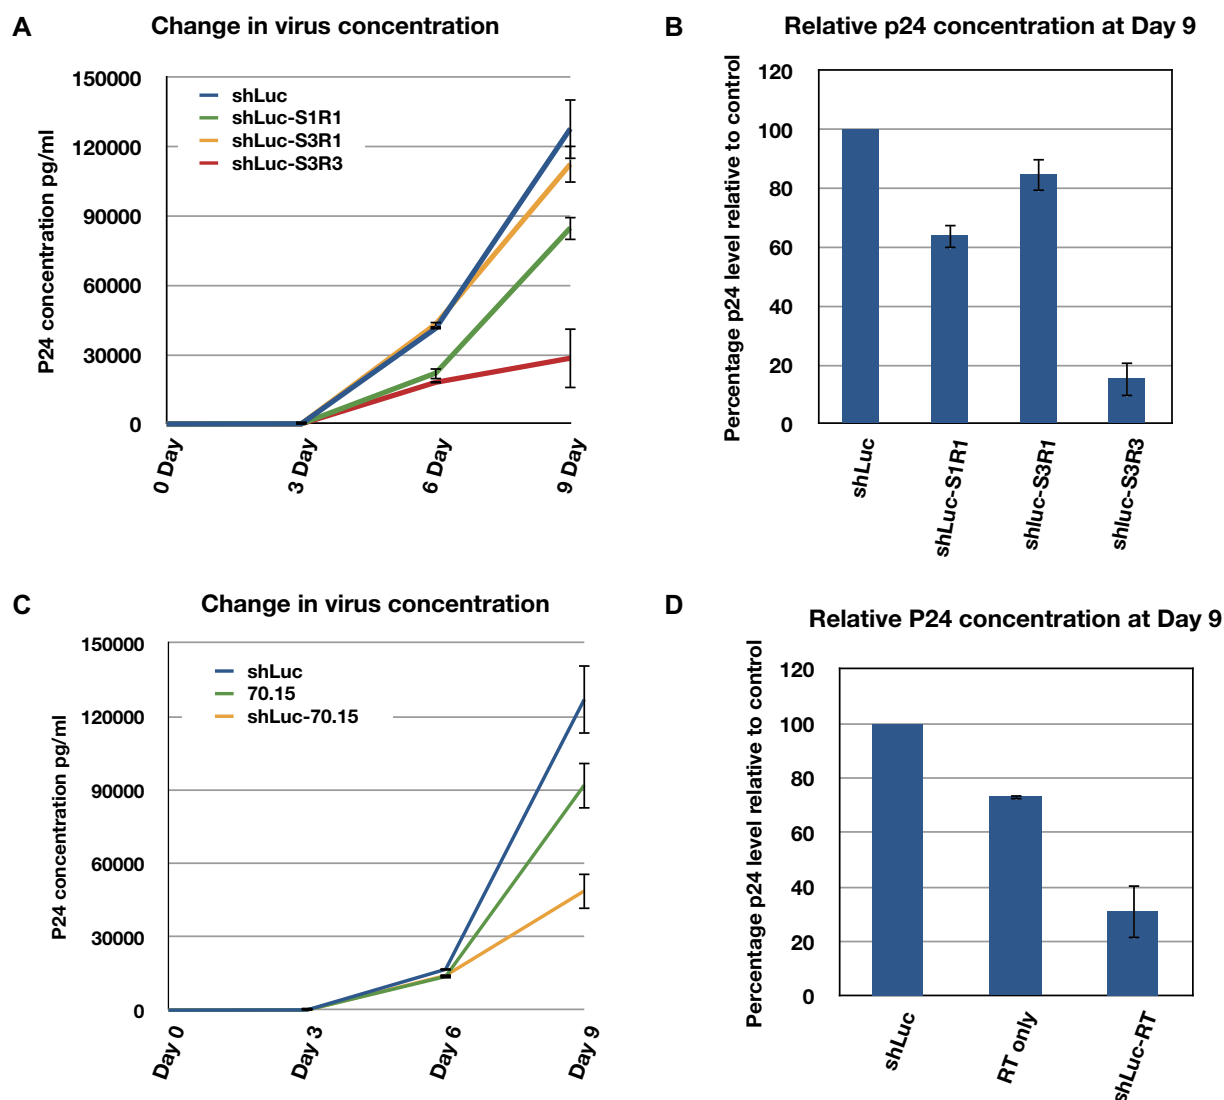 A
Change in virus concentration
P24 concentration pg/ml
150000
120000
90000
60000
30000
0
shLuc
shLuc-S1R1
shLuc-S3R1
shLuc-S3R3
0 Day
3 Day
6 Day
9 Day
B
Relative p24 concentration at Day 9
Percentage p24 level relative to control
120
100
80
60
40
20
0
shLuc
shLuc-S1R1
shluc-S3R1
shluc-S3R3
C
Change in virus concentration
P24 concentration pg/ml
150000
120000
90000
60000
30000
0
shLuc
70.15
shLuc-70.15
Day 0
Day 3
Day 6
Day 9
D
Relative P24 concentration at Day 9
Percentage p24 level relative to control
120
100
80
60
40
20
0
shLuc
RT only
shLuc-RT